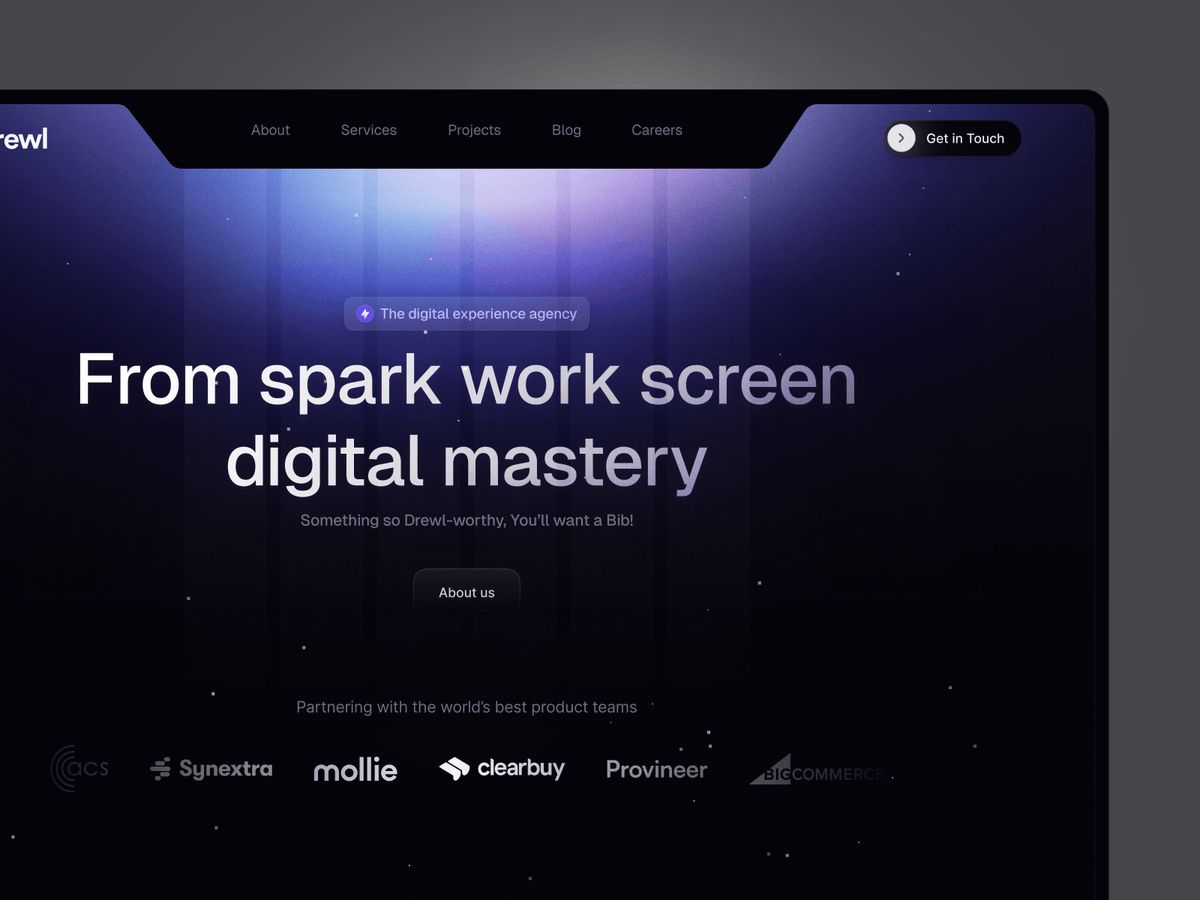 rewl
About Services Projects Blog Careers
Get in Touch
The digital experience agency
From spark work screen
digital mastery
Something so Drewl-worthy, You’ll want a Bib!
About us
Partnering with the world’s best product teams
acs Synextra mollie clearbuy Provineer BIGCOMMERCE